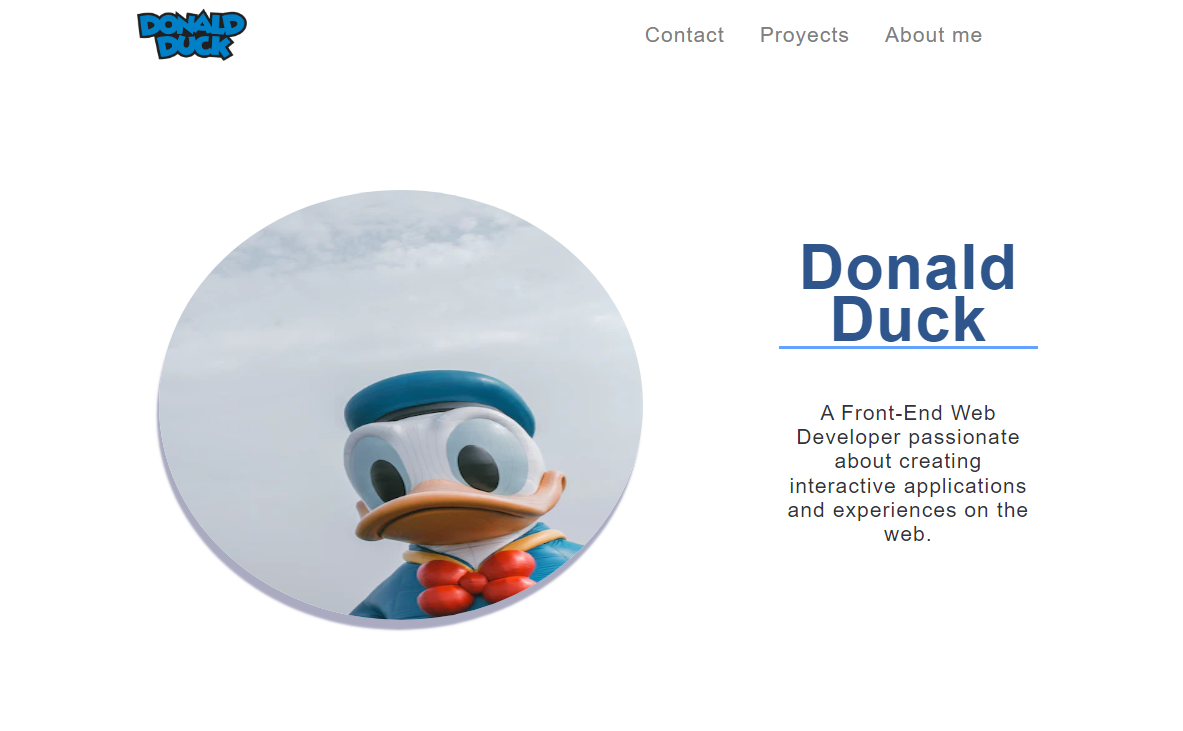 DONALD
DUCK
Contact Proyects About me
Donald
Duck
A Front-End Web
Developer passionate
about creating
interactive applications
and experiences on the
web.